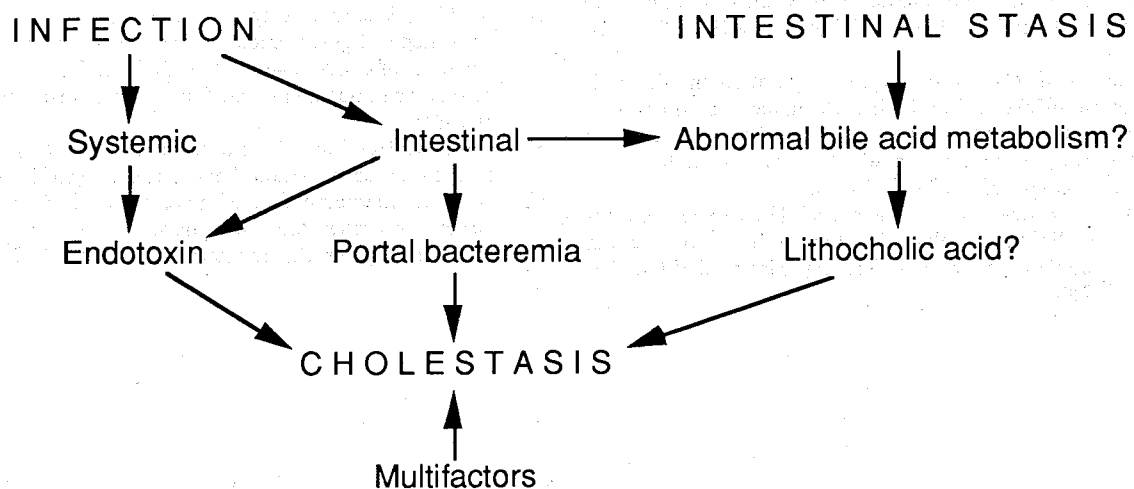 INFECTION
INTESTINAL STASIS
Systemic
Intestinal
Abnormal bile acid metabolism?
Endotoxin
Portal bacteremia
Lithocholic acid?
CHOLESTASIS
Multifactors